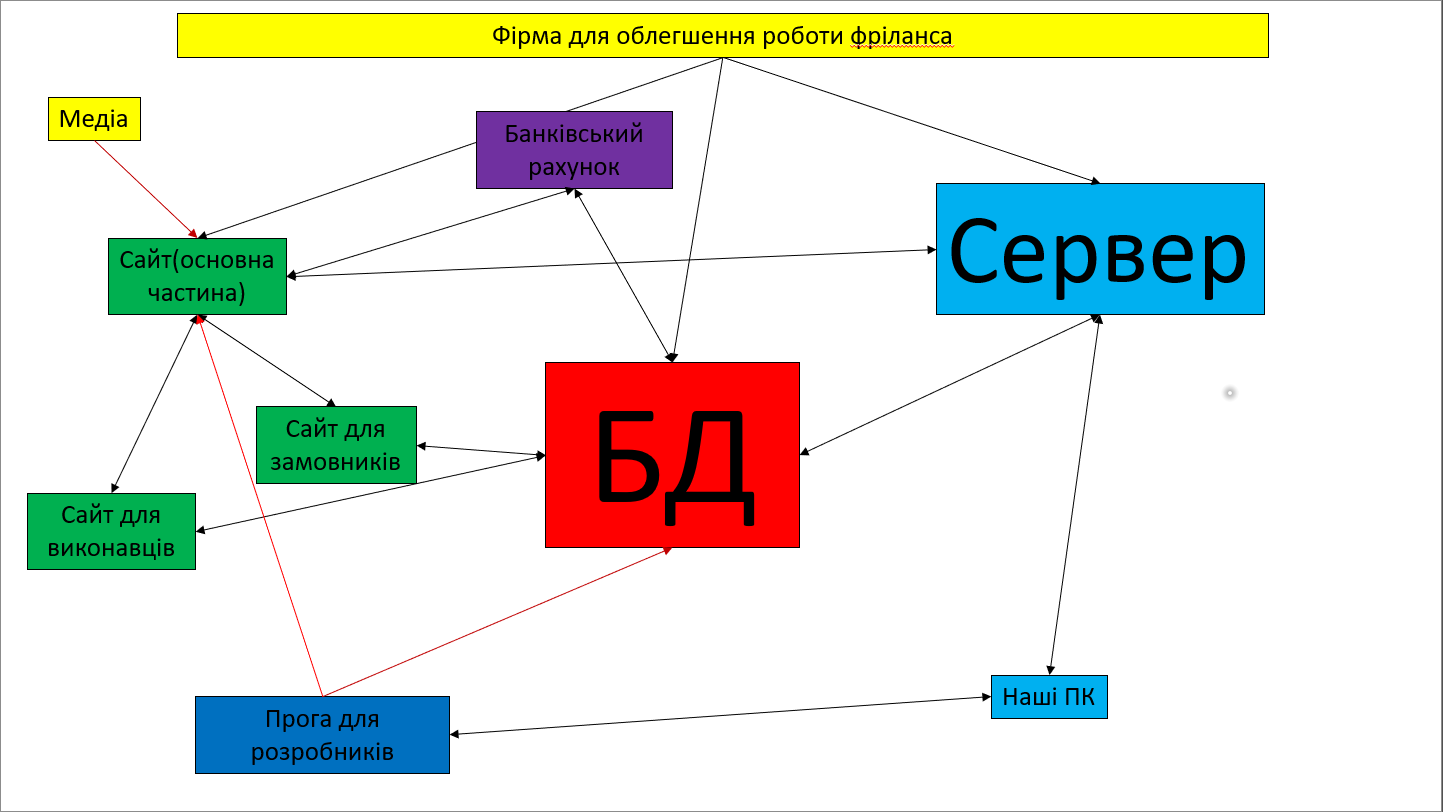 Фірма для облегшення роботи фріланса
Медіа
Банківський
рахунок
Сервер
Сайт(основна
частина)
БД
Сайт для
замовників
Сайт для
виконавців
Наші ПК
Прога для
розробників